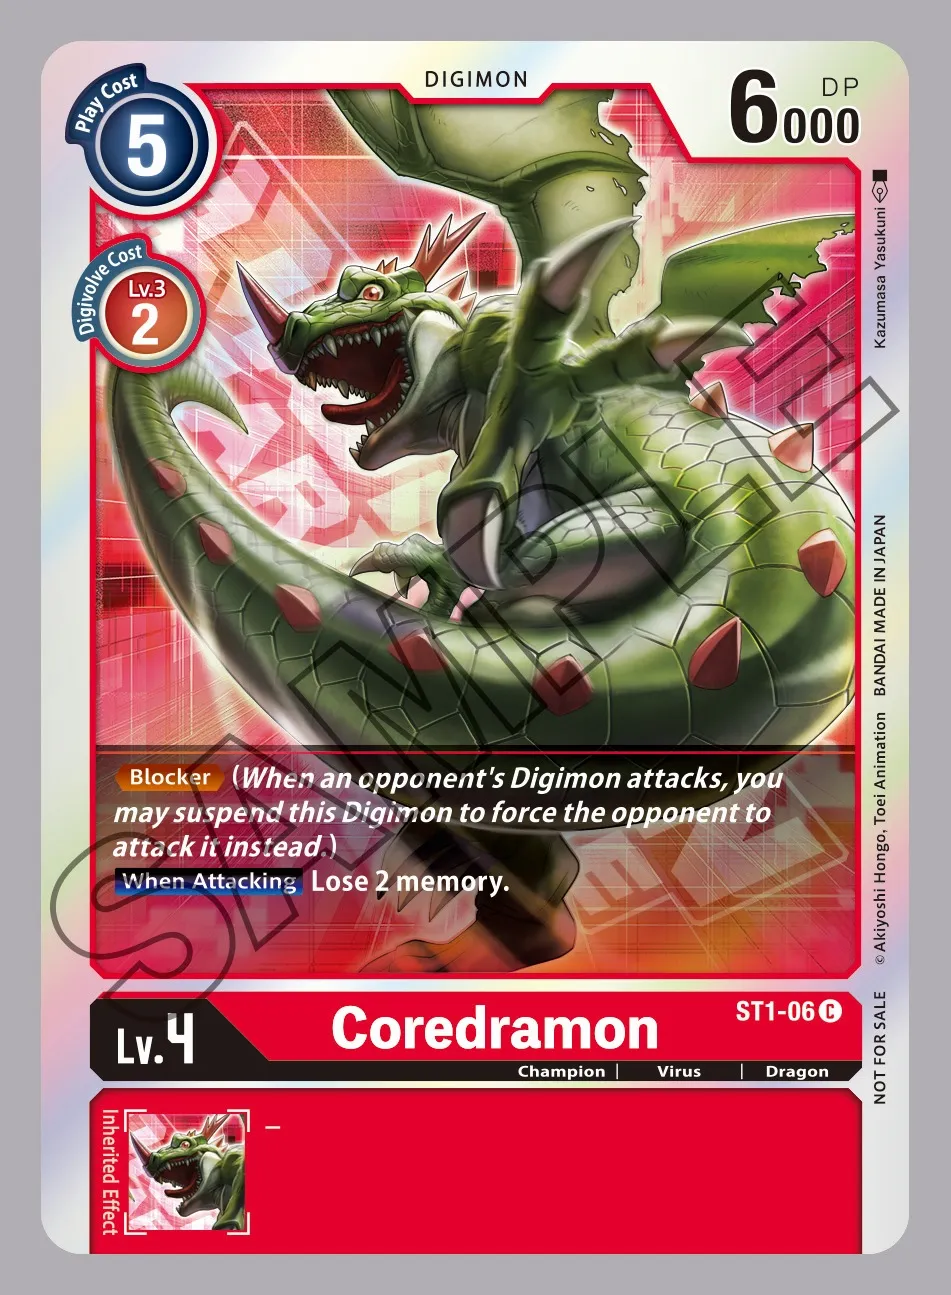 DIGIMON
Play Cost
5
DP
6000
Digivolve Cost
Lv.3
2
Kazumasa Yasukuni
SAMPLE
Blocker (When an opponent's Digimon attacks, you
may suspend this Digimon to force the opponent to
attack it instead.)
When Attacking Lose 2 memory.
© Akiyoshi Hongo, Toei Animation BANDAI MADE IN JAPAN
NOT FOR SALE
Lv.4
Coredramon
ST1-06 C
Champion | Virus | Dragon
Inherited Effect
–